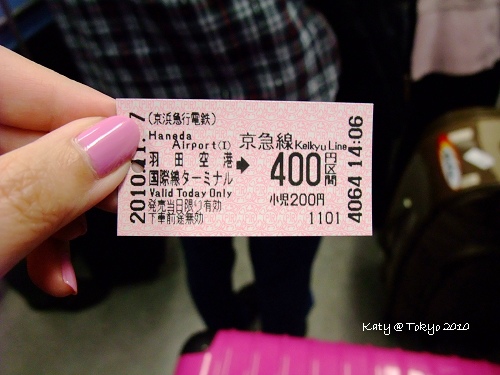 (京浜急行電鉄)
Haneda
Airport(I)
羽田空港
国際線ターミナル
Valid Today Only
発売当日限り有効
下車前途無効
京急線 Keikyu Line
400円区間
小児200円
1101
2010.11.-7
4064 14:06
Katy @ Tokyo 2010